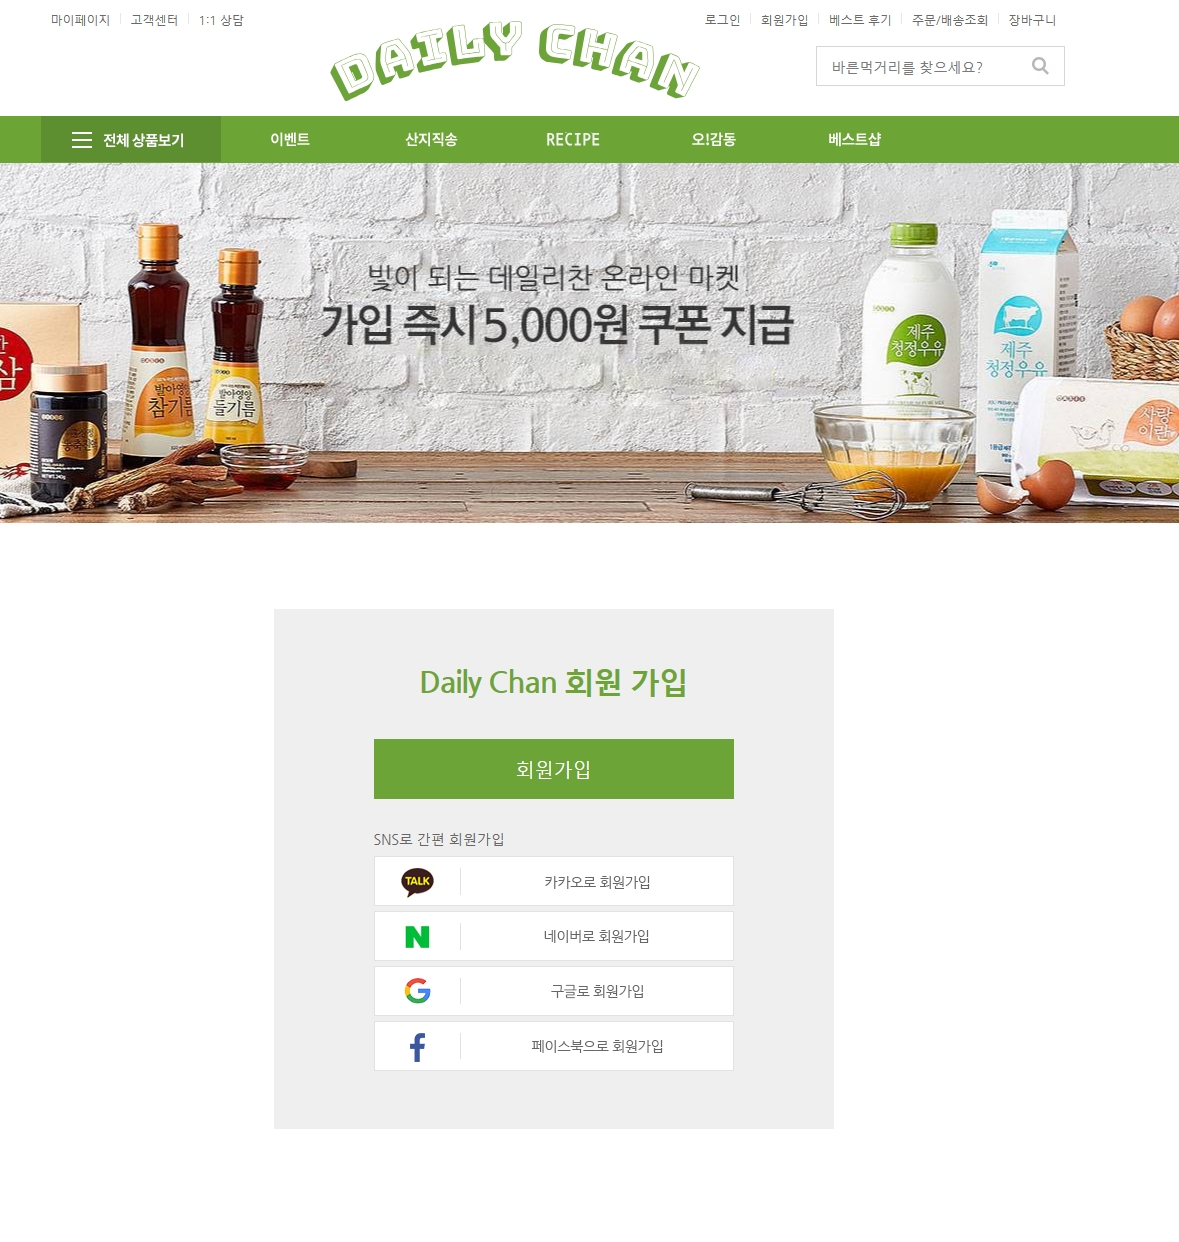 마이페이지
고객센터
1:1 상담
DAILY CHAN
로그인
회원가입
베스트 후기
주문/배송조회
장바구니
바른먹거리를 찾으세요?
전체 상품보기
이벤트
산지직송
RECIPE
오!감동
베스트샵
빛이 되는 데일리찬 온라인 마켓
가입 즉시 5,000원 쿠폰 지급
삼
발아영양
참기름
발아영양
들기름
제주
청정우유
제주
청정우유
OASIS
사랑
이란
Daily Chan 회원 가입
회원가입
SNS로 간편 회원가입
TALK
카카오로 회원가입
N
네이버로 회원가입
G
구글로 회원가입
f
페이스북으로 회원가입